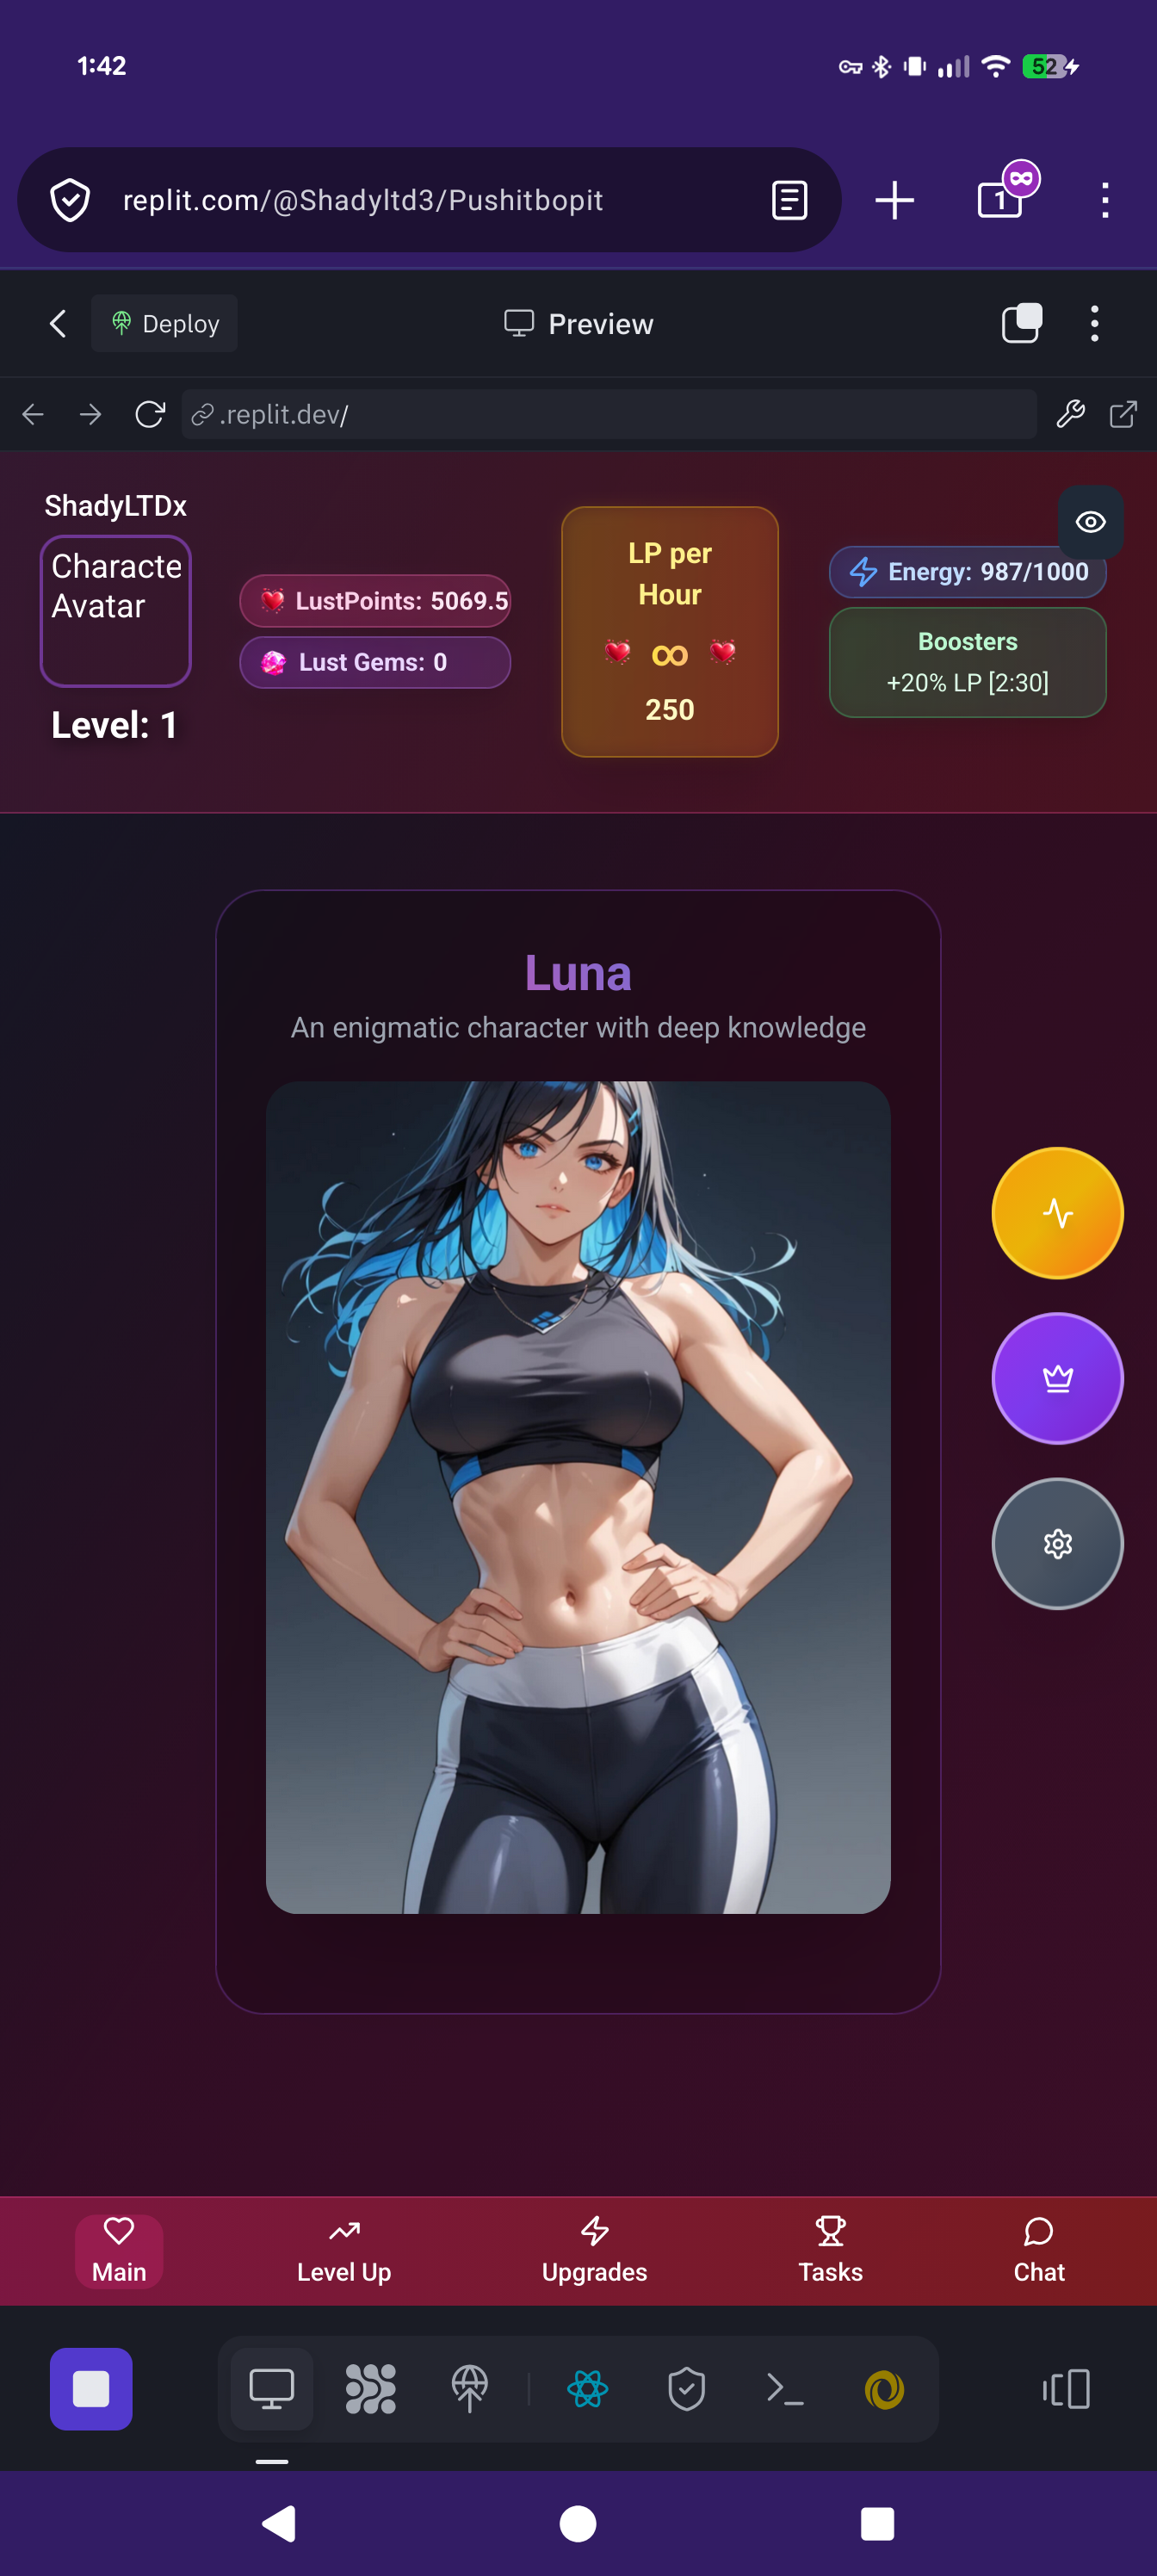 1:42
52
replit.com/@Shadyltd3/Pushitbopit
1
Deploy
Preview
.replit.dev/
ShadyLTDx
Characte
Avatar
Level: 1
LustPoints: 5069.5
Lust Gems: 0
LP per
Hour
∞
250
Energy: 987/1000
Boosters
+20% LP [2:30]
Luna
An enigmatic character with deep knowledge
Main
Level Up
Upgrades
Tasks
Chat